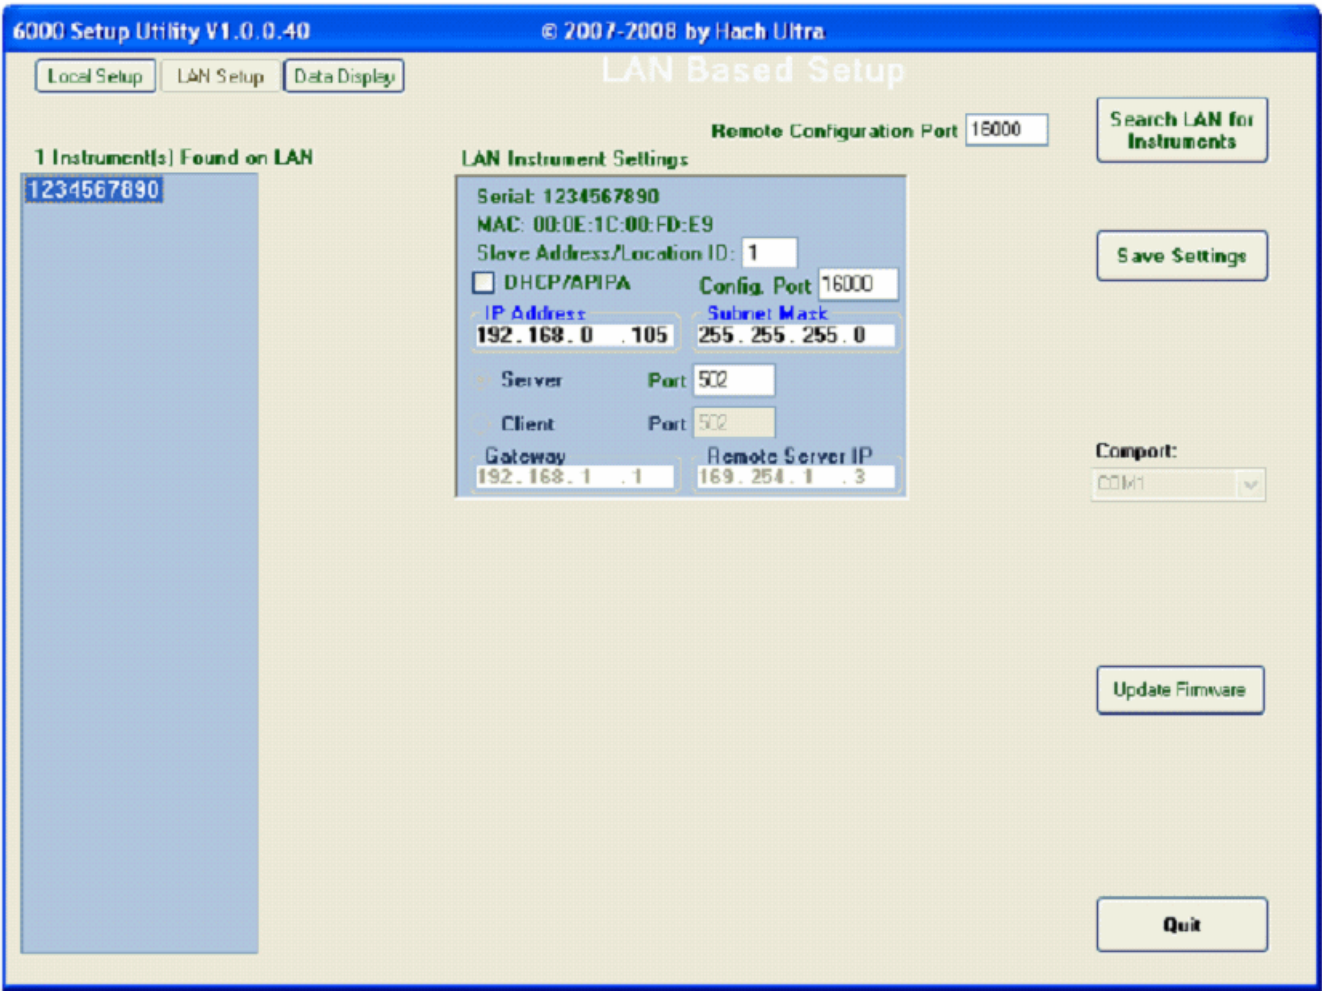 6000 Setup Utility V1.0.0.40 © 2007-2008 by Hach Ultra
Local Setup LAN Setup Data Display
LAN Based Setup
Remote Configuration Port 16000
Search LAN for
Instruments
1 Instrument(s) Found on LAN
1234567890
LAN Instrument Settings
Serial: 1234567890
MAC: 00:0E:1C:00:FD:E9
Slave Address/Location ID: 1
DHCP/APIPA Config. Port 16000
IP Address Subnet Mask
192.168.0.105 255.255.255.0
Server Port 502
Client Port 502
Gateway Remote Server IP
192.168.1.1 169.254.1.3
Save Settings
Comport:
COM1
Update Firmware
Quit